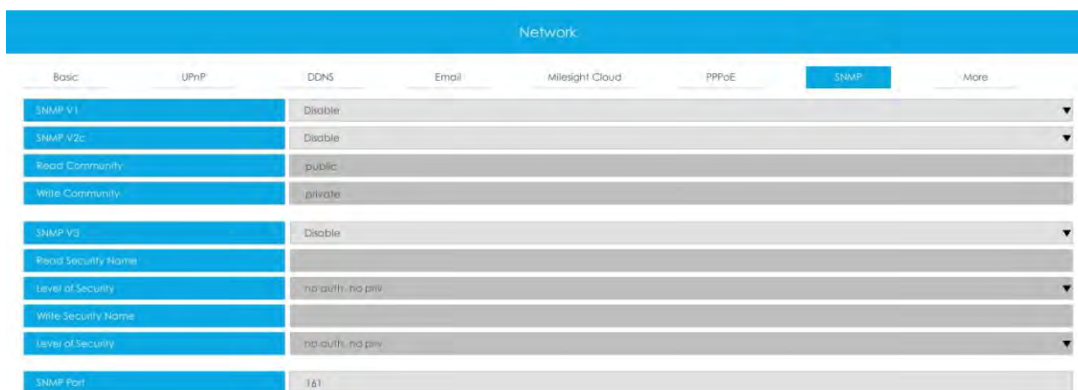 Network
Basic UPnP DDNS Email Milesight Cloud PPPoE SNMP More
SNMP V1 Disable
SNMP V2c Disable
Read Community public
Write Community private
SNMP V3 Disable
Read Security Name
Level of Security no auth, no priv
Write Security Name
Level of Security no auth, no priv
SNMP Port 161